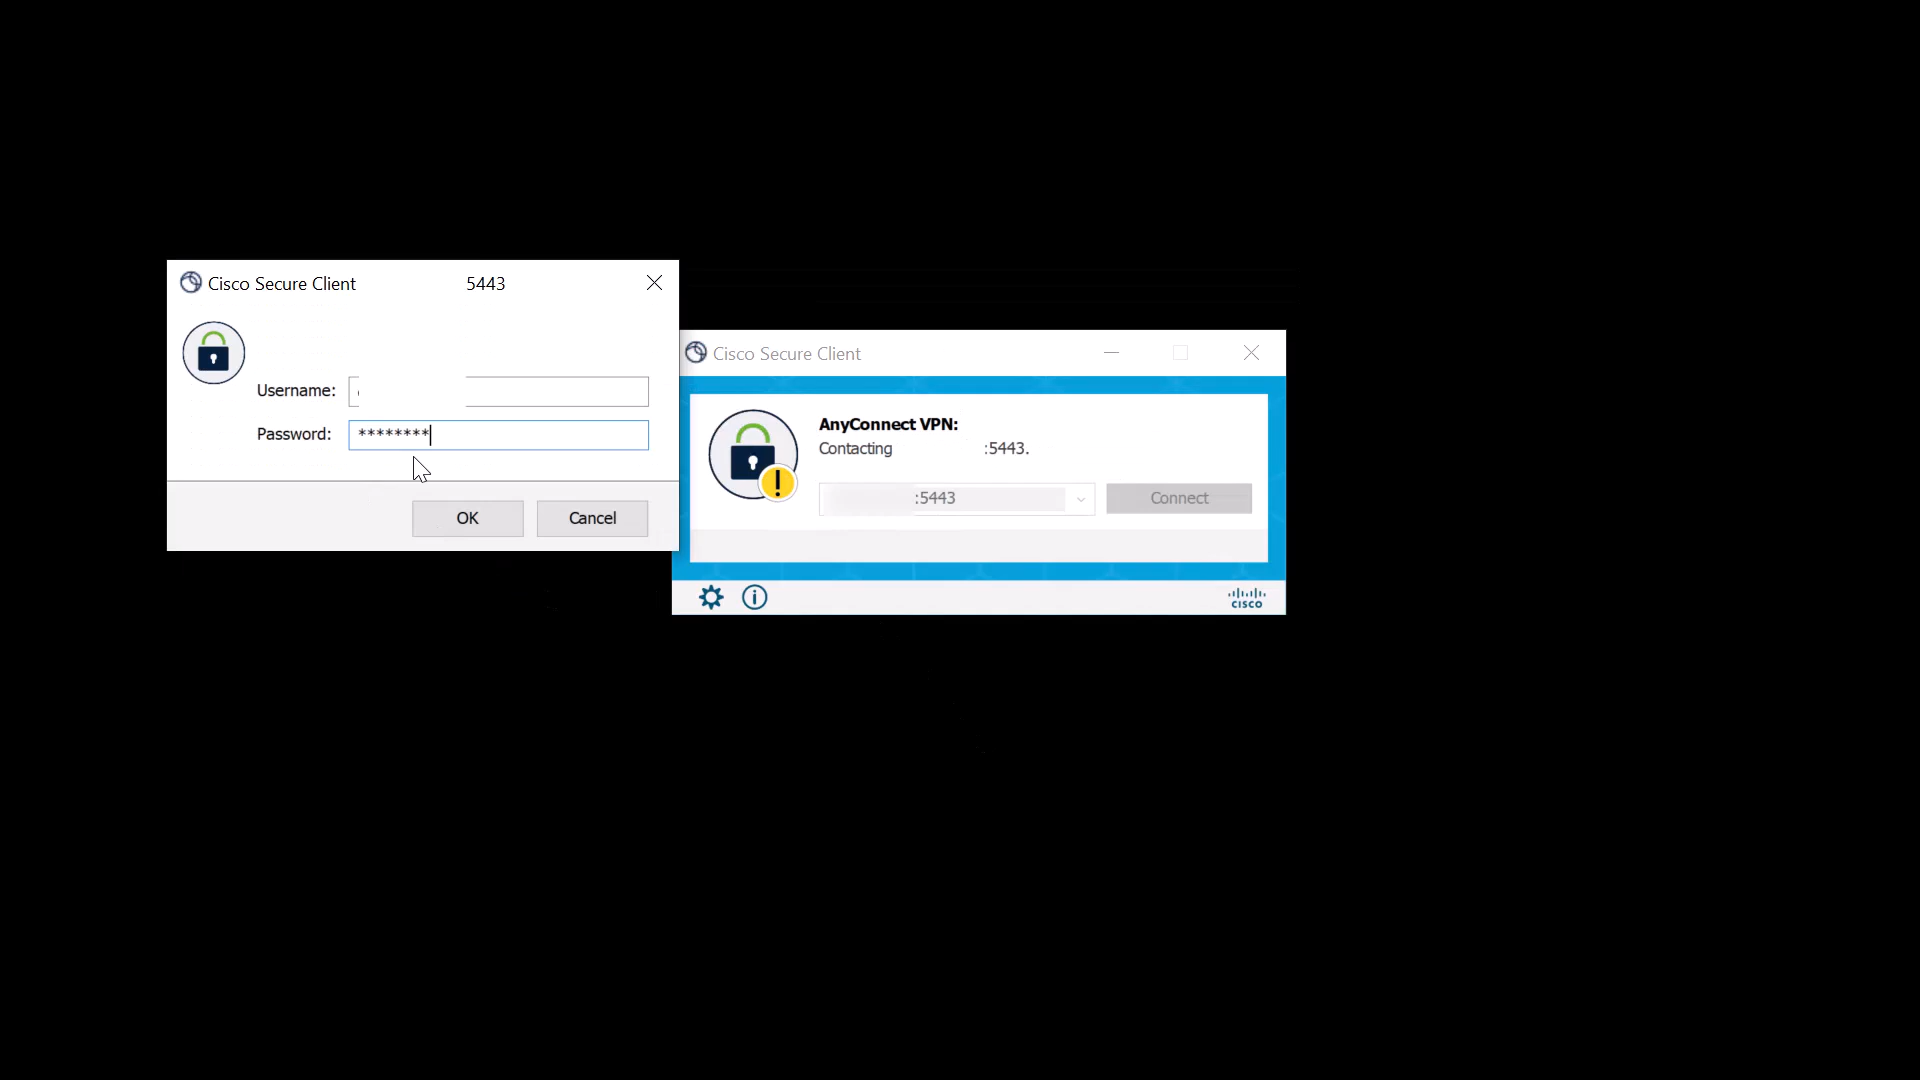 Cisco Secure Client 5443
Username:
Password: ********
OK Cancel
Cisco Secure Client
AnyConnect VPN:
Contacting :5443.
:5443 Connect
cisco